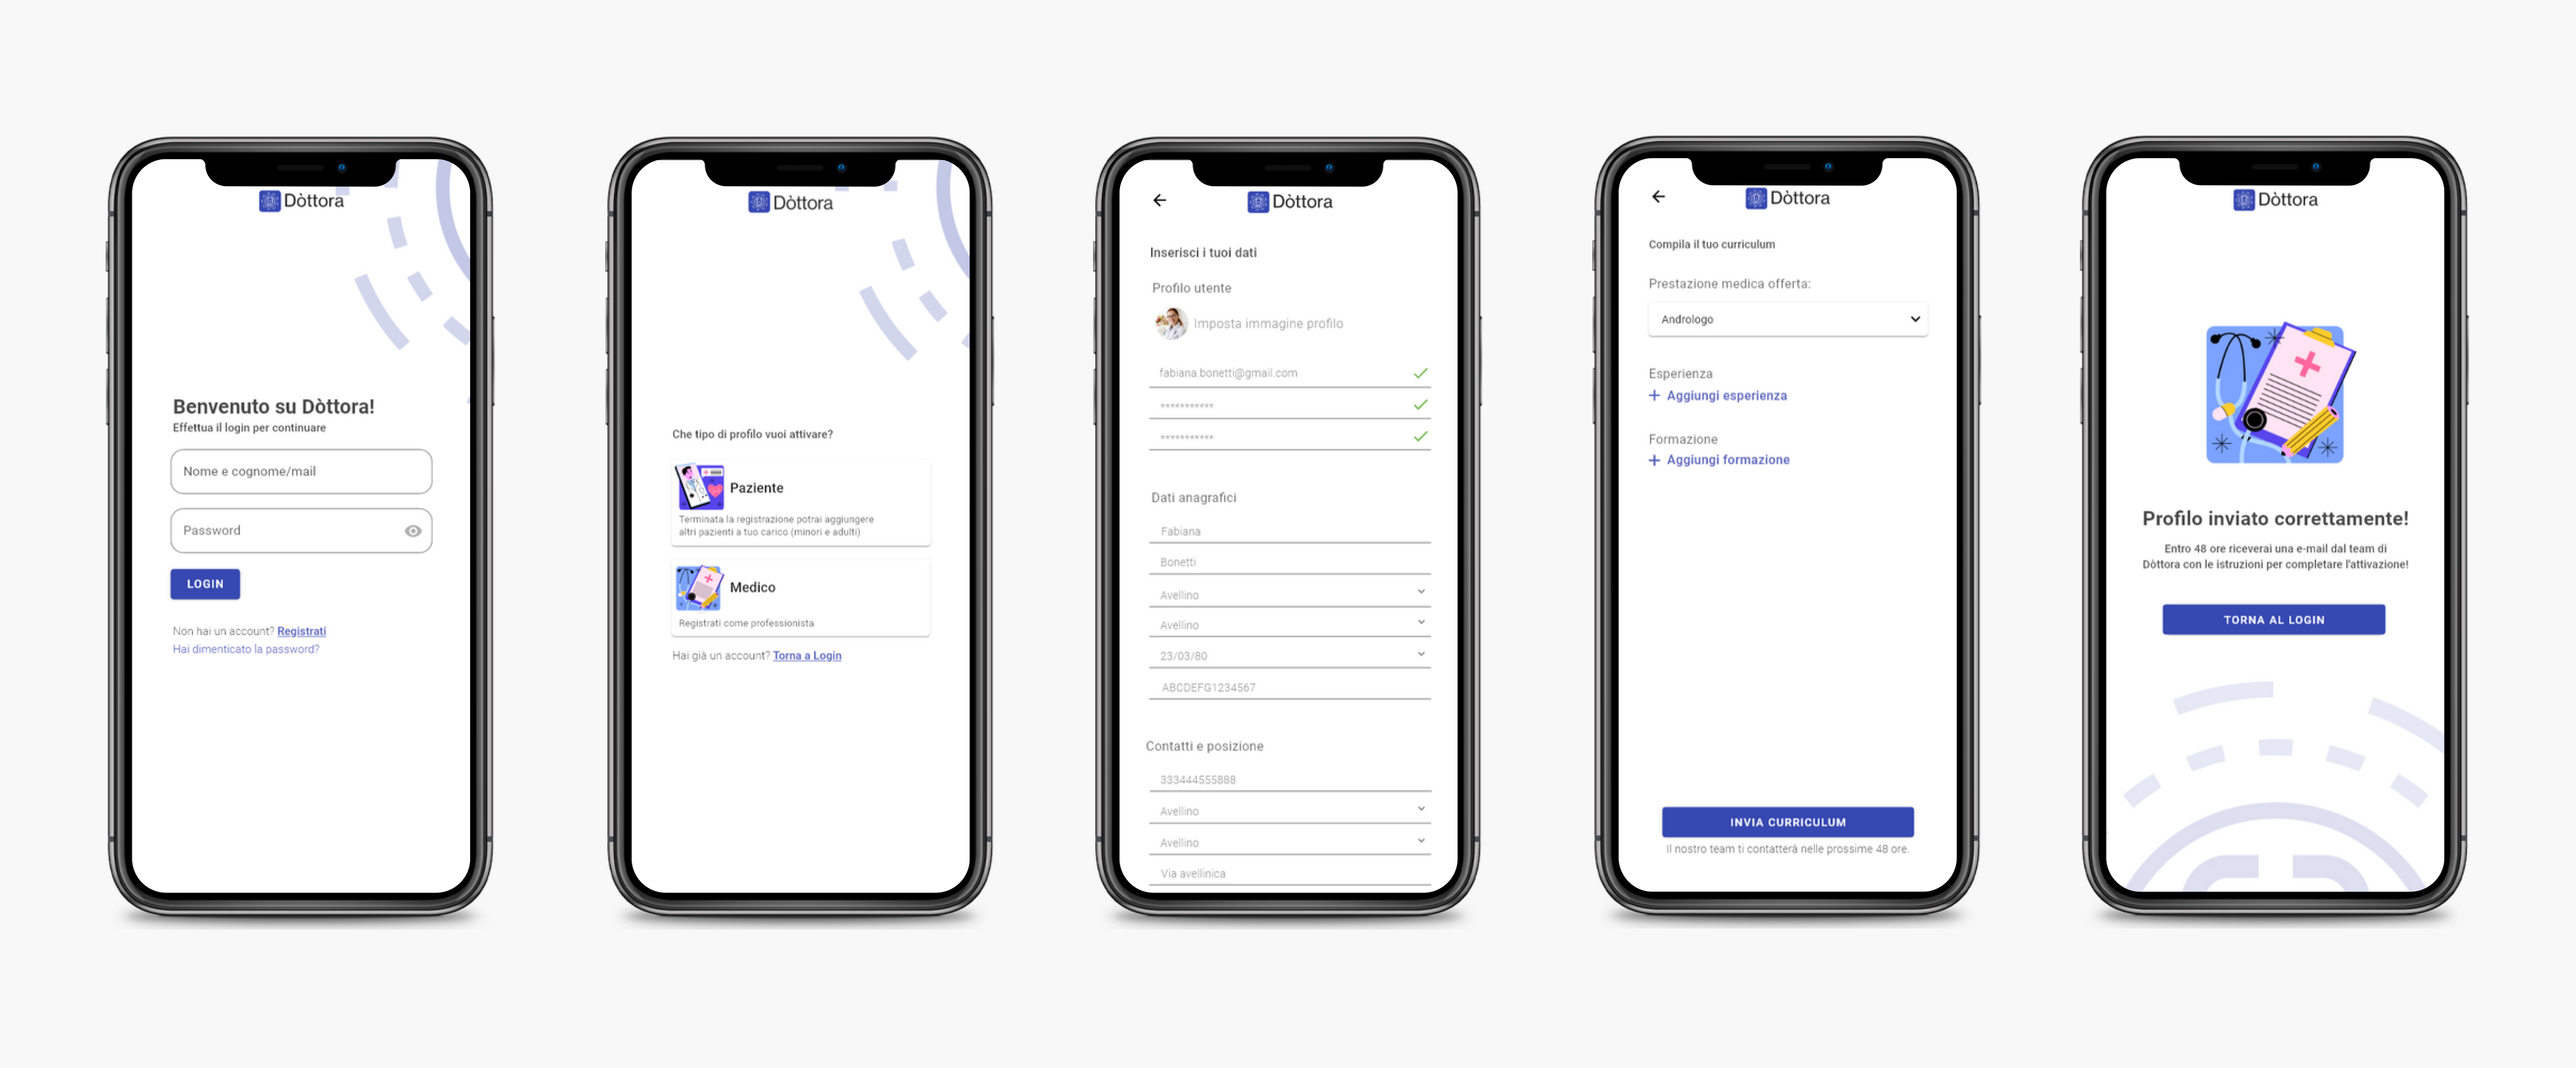 Dòttora
Benvenuto su Dòttora!
Effettua il login per continuare
Nome e cognome/mail
Password
LOGIN
Non hai un account? Registrati
Hai dimenticato la password?
Dòttora
Che tipo di profilo vuoi attivare?
Paziente
Terminata la registrazione potrai aggiungere
altri pazienti a tuo carico (minori e adulti)
Medico
Registrati come professionista
Hai già un account? Torna a Login
Dòttora
Inserisci i tuoi dati
Profilo utente
Imposta immagine profilo
fabiana.bonetti@gmail.com
***********
***********
Dati anagrafici
Fabiana
Bonetti
Avellino
Avellino
23/03/80
ABCDEFG1234567
Contatti e posizione
333444555888
Avellino
Avellino
Via avellinica
Dòttora
Compila il tuo curriculum
Prestazione medica offerta:
Andrologo
Esperienza
+ Aggiungi esperienza
Formazione
+ Aggiungi formazione
INVIA CURRICULUM
Il nostro team ti contatterà nelle prossime 48 ore.
Dòttora
Profilo inviato correttamente!
Entro 48 ore riceverai una e-mail dal team di
Dòttora con le istruzioni per completare l'attivazione!
TORNA AL LOGIN